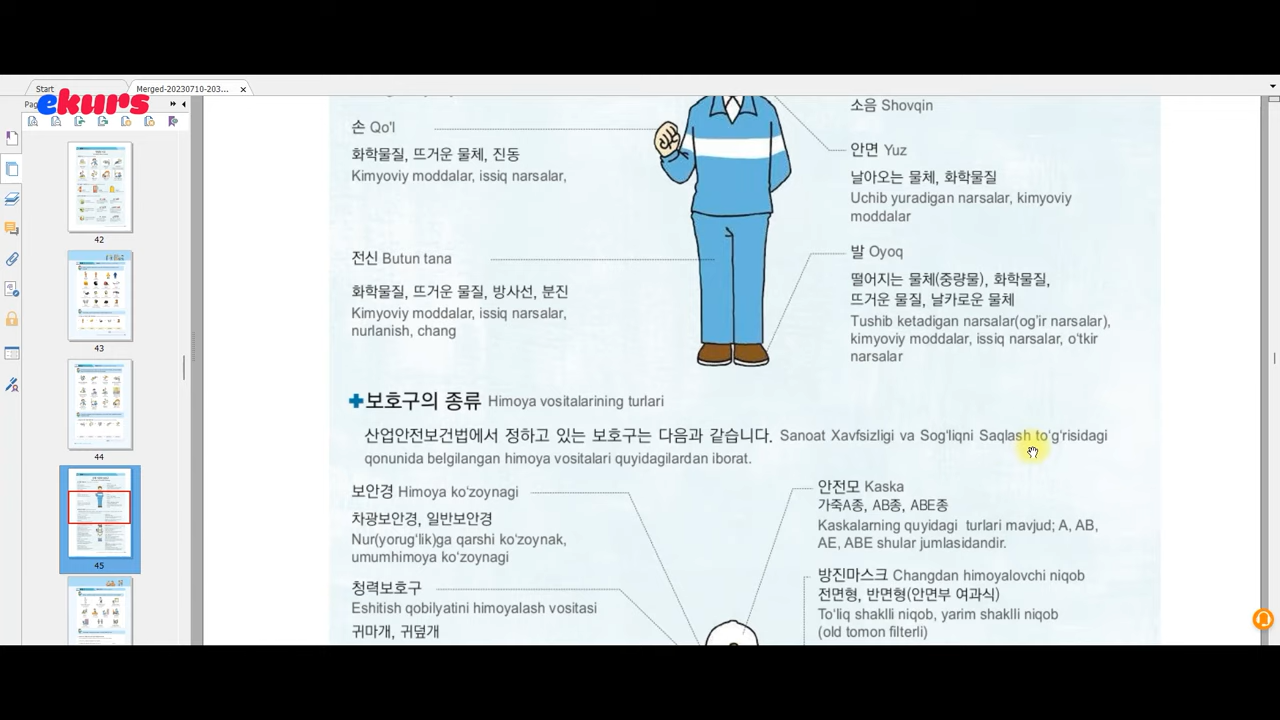 Start
Merged-20230710-203...
ekurs
42
43
44
45
손 Qo'l
화학물질, 뜨거운 물체, 진동
Kimyoviy moddalar, issiq narsalar,
전신 Butun tana
화학물질, 뜨거운 물질, 방사선, 분진
Kimyoviy moddalar, issiq narsalar,
nurlanish, chang
소음 Shovqin
안면 Yuz
날아오는 물체, 화학물질
Uchib yuradigan narsalar, kimyoviy
moddalar
발 Oyoq
떨어지는 물체(중량물), 화학물질,
뜨거운 물질, 날카로운 물체
Tushib ketadigan narsalar(og'ir narsalar),
kimyoviy moddalar, issiq narsalar, o'tkir
narsalar
보호구의 종류 Himoya vositalarining turlari
산업안전보건법에서 정하고 있는 보호구는 다음과 같습니다. Sanoat Xavfsizligi va Sog'liqni Saqlash to'g'risidagi
qonunida belgilangan himoya vositalari quyidagilardan iborat.
보안경 Himoya ko'zoynagi
차광보안경, 일반보안경
Nur(yorug'lik)ga qarshi ko'zoynak,
umumhimoya ko'zoynagi
청력보호구
Eshitish qobilyatini himoyalash vositasi
귀마개, 귀덮개
안전모 Kaska
가죽A종, AB종, ABE종
Kaskalarning quyidagi turlari mavjud; A, AB,
AE, ABE shular jumlasidandir.
방진마스크 Changdan himoyalovchi niqob
전면형, 반면형(안면부 여과식)
To'liq shaklli niqob, yarim shaklli niqob
(old tomon filterli)